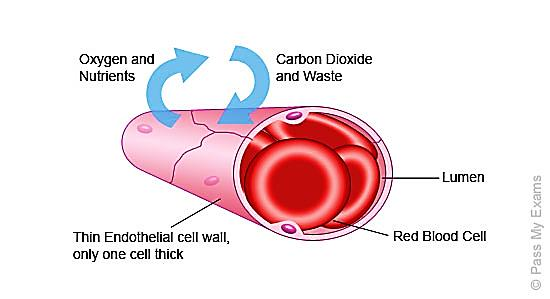 Oxygen and
Nutrients
Carbon Dioxide
and Waste
Lumen
Thin Endothelial cell wall,
only one cell thick
Red Blood Cell
© Pass My Exams